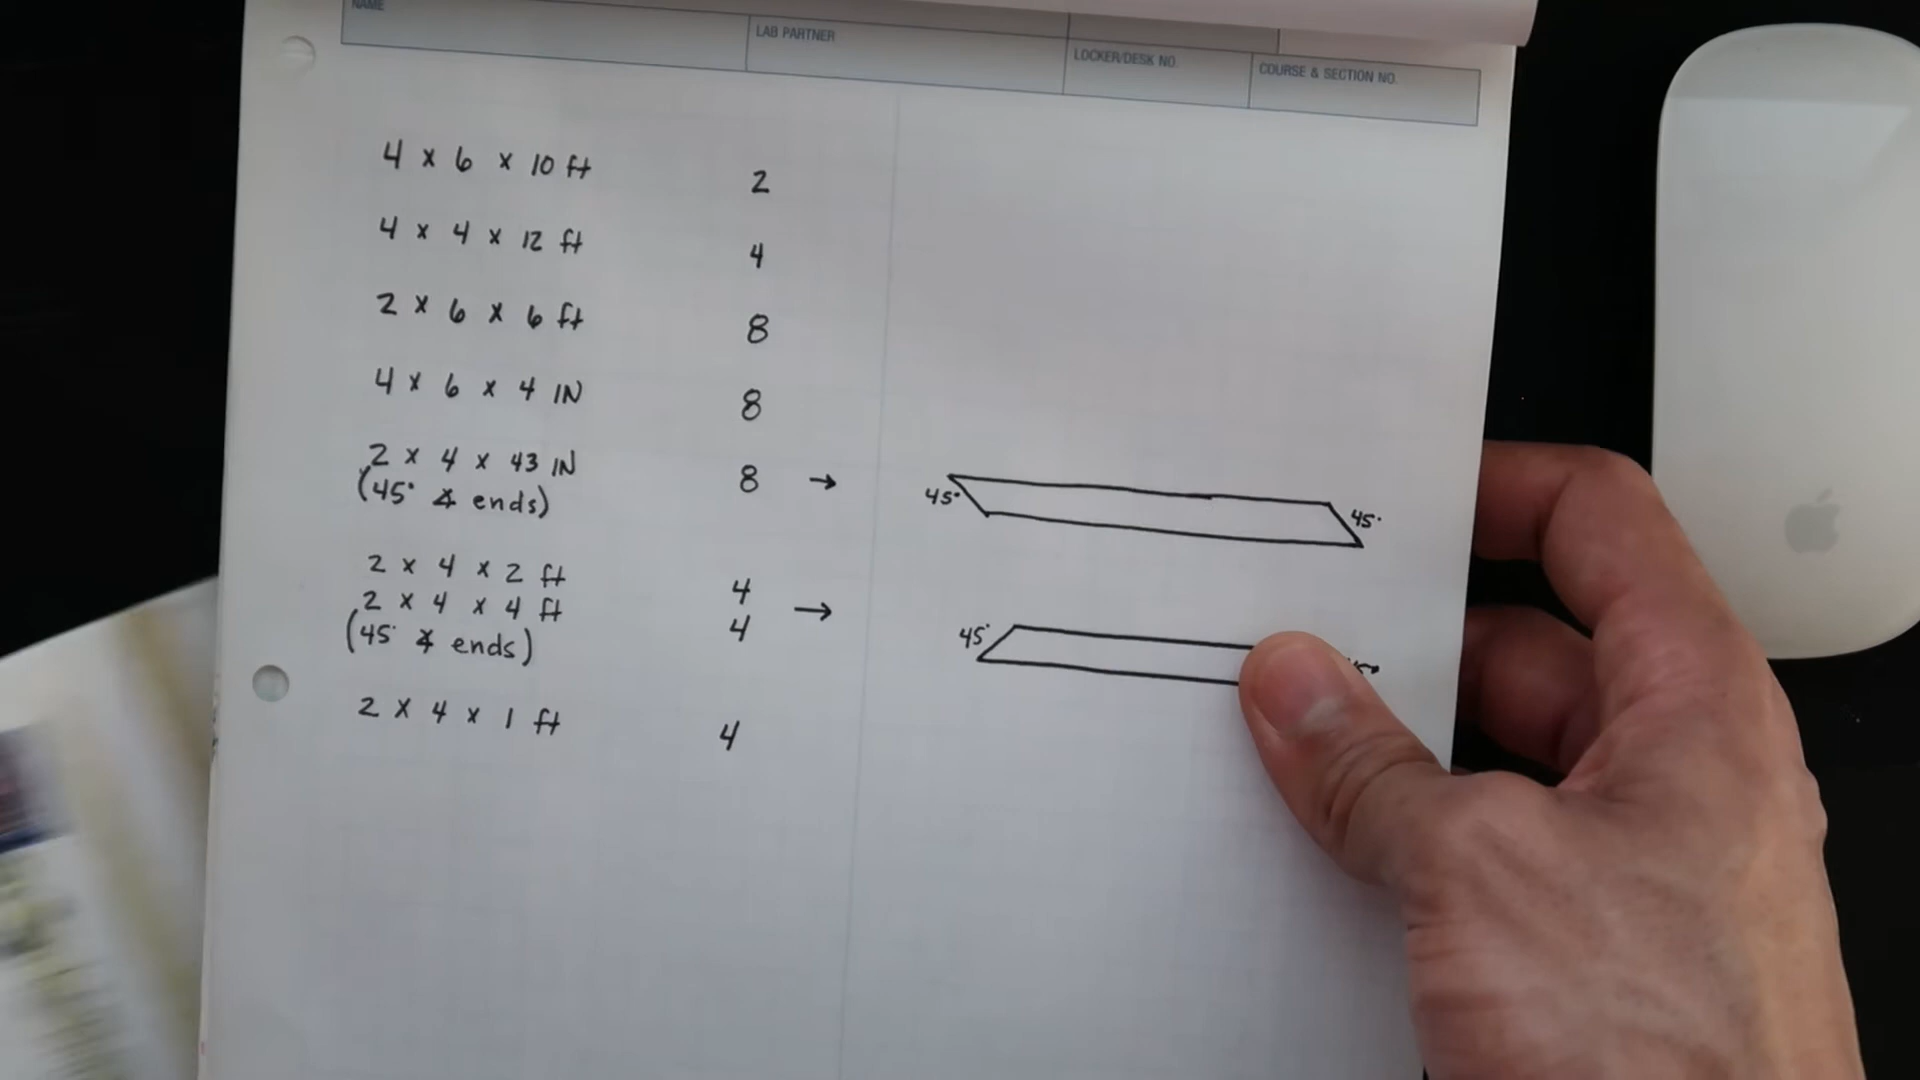 NAME
LAB PARTNER
LOCKER/DESK NO.
COURSE & SECTION NO.
4 x 6 x 10 ft 2
4 x 4 x 12 ft 4
2 x 6 x 6 ft 8
4 x 6 x 4 IN 8
2 x 4 x 43 IN 8 →
(45° ∡ ends)
45° 45°
2 x 4 x 2 ft 4
2 x 4 x 4 ft 4 →
(45° ∡ ends)
45°
2 x 4 x 1 ft 4